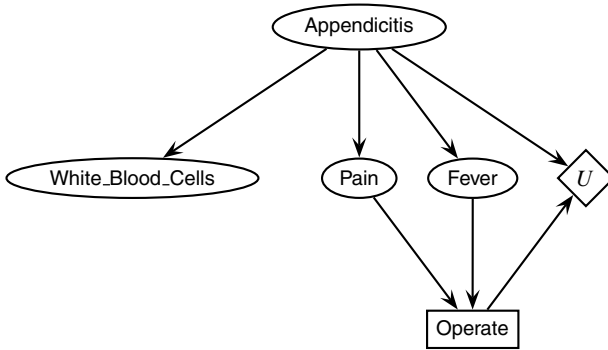 Appendicitis
White_Blood_Cells
Pain
Fever
U
Operate